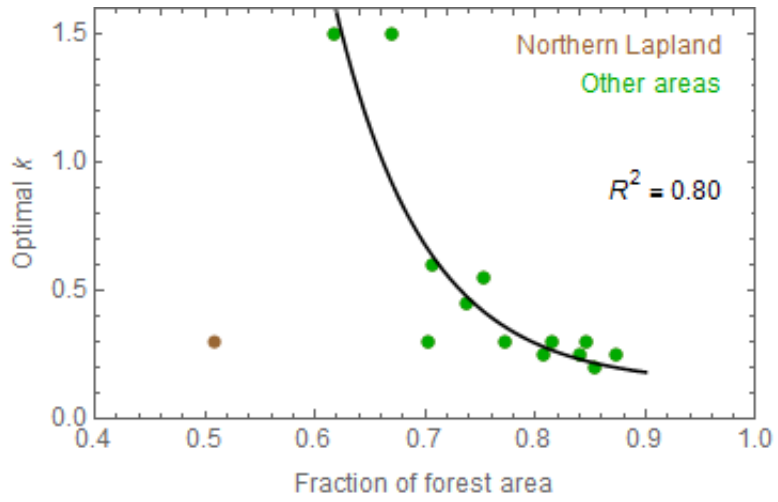 Northern Lapland
Other areas
R² = 0.80
Optimal k
1.5
1.0
0.5
0.0
0.4 0.5 0.6 0.7 0.8 0.9 1.0
Fraction of forest area